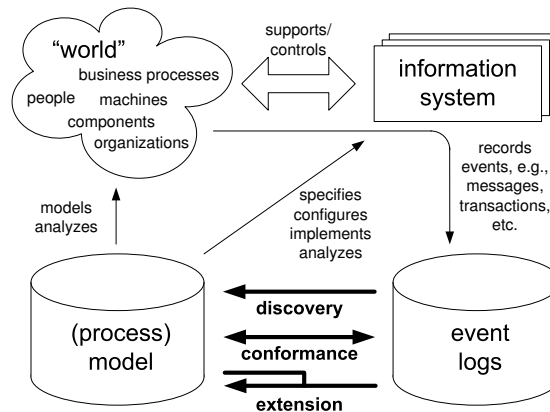 “world”
business processes
people machines
components
organizations
supports/
controls
information
system
records
events, e.g.,
messages,
transactions,
etc.
models
analyzes
specifies
configures
implements
analyzes
(process)
model
discovery
conformance
extension
event
logs